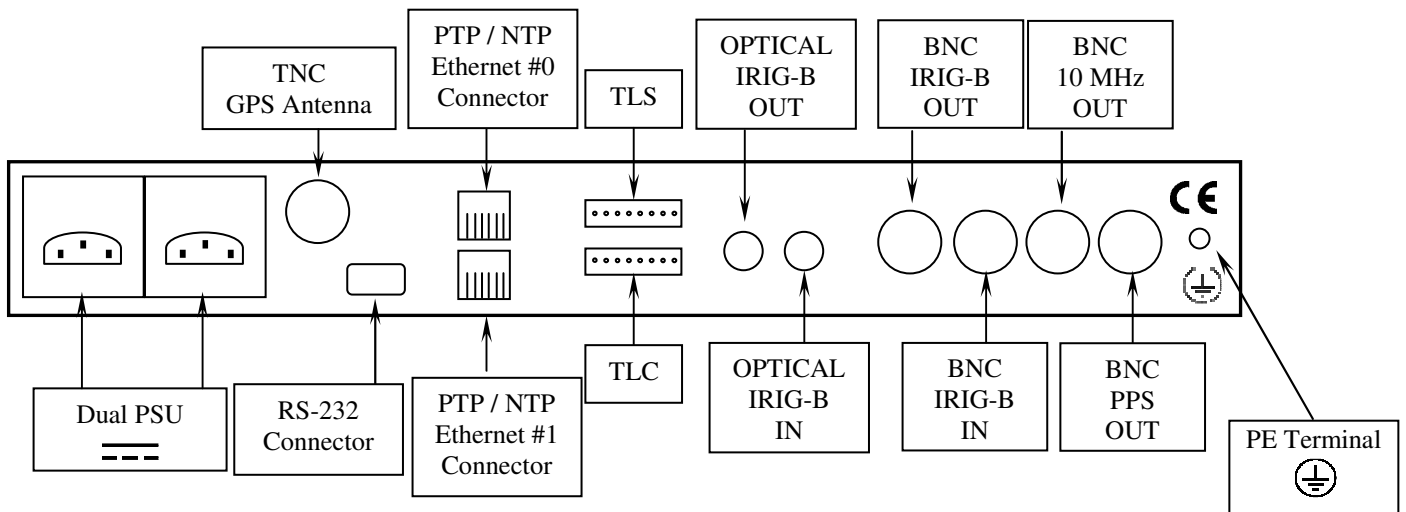 TNC
GPS Antenna
PTP / NTP
Ethernet #0
Connector
TLS
OPTICAL
IRIG-B
OUT
BNC
IRIG-B
OUT
BNC
10 MHz
OUT
CE
Dual PSU
RS-232
Connector
PTP / NTP
Ethernet #1
Connector
TLC
OPTICAL
IRIG-B
IN
BNC
IRIG-B
IN
BNC
PPS
OUT
PE Terminal